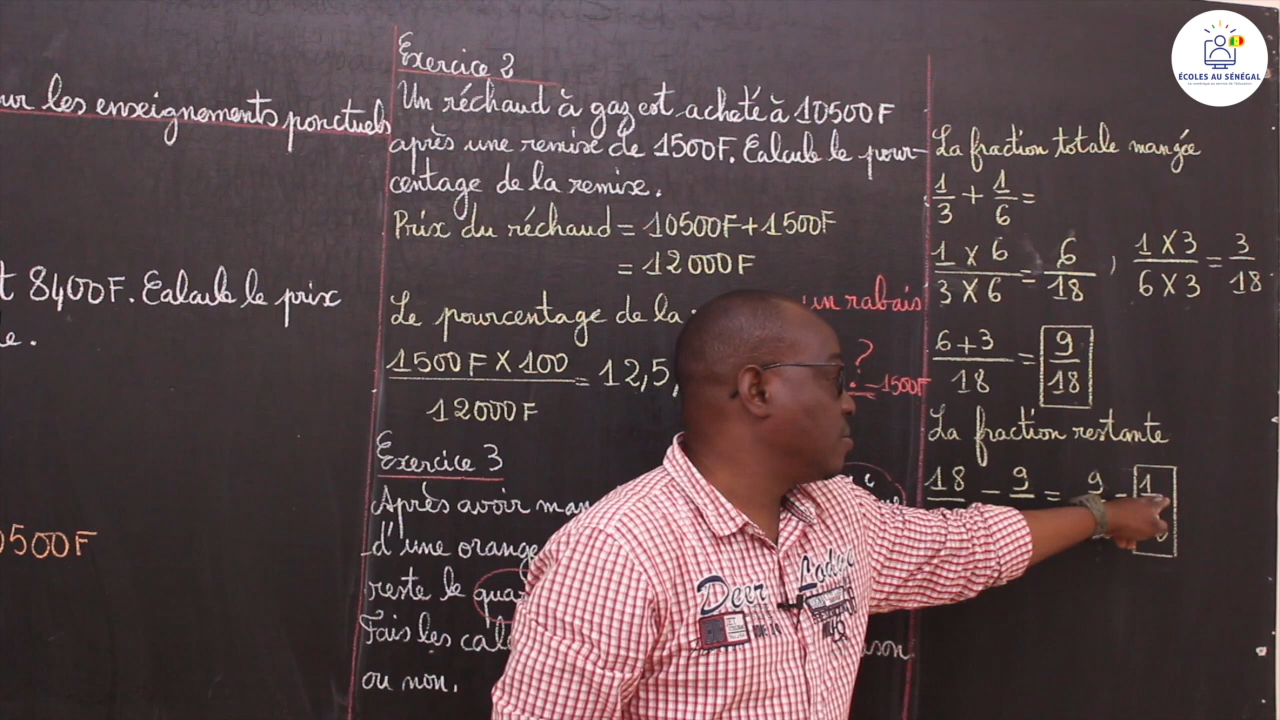 ur les enseignements ponctuels
t 8400F. Calcule le prix
e.
0500F
Exercice 2
Un réchaud à gaz est acheté à 10500F
après une remise de 1500F. Calcule le pour-
centage de la remise.
Prix du réchaud = 10500F + 1500F
= 12000F
Le pourcentage de la
1500F X 100 / 12000F = 12,5
un rabais
?
1500F
Exercice 3
Après avoir man
d'une orange
reste le quar
Fais les calc
ou non.
La fraction totale mangée
1/3 + 1/6 =
1 X 6 / 3 X 6 = 6/18 , 1 X 3 / 6 X 3 = 3/18
6+3 / 18 = 9/18
La fraction restante
18 - 9 = 9 = 1
Deer Lodge
ÉCOLES AU SÉNÉGAL